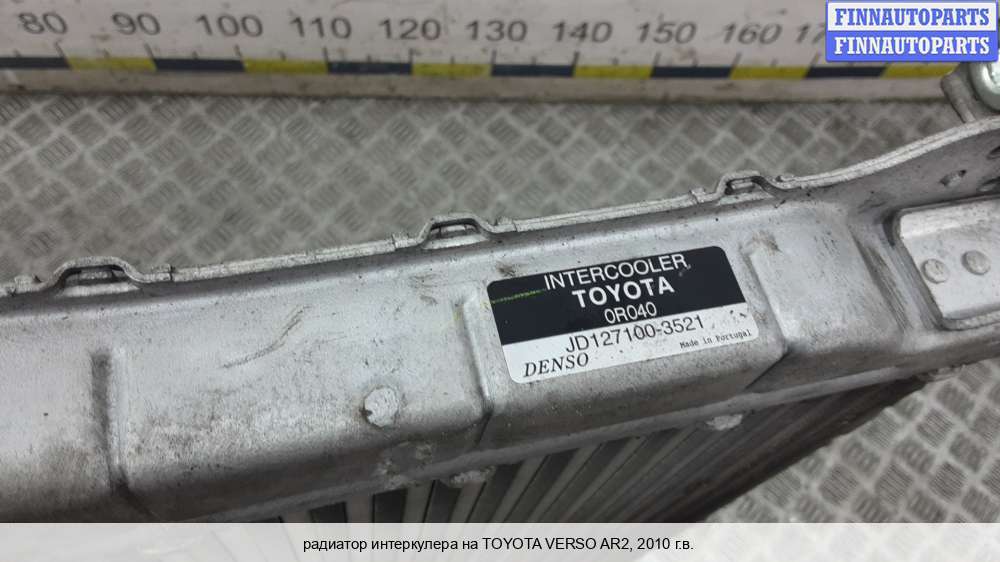 80 90 100 110 120 130 140 150 160
FINNAUTOPARTS
FINNAUTOPARTS
INTERCOOLER
TOYOTA
0R040
JD127100-3521
DENSO Made in Portugal
радиатор интеркулера на TOYOTA VERSO AR2, 2010 г.в.